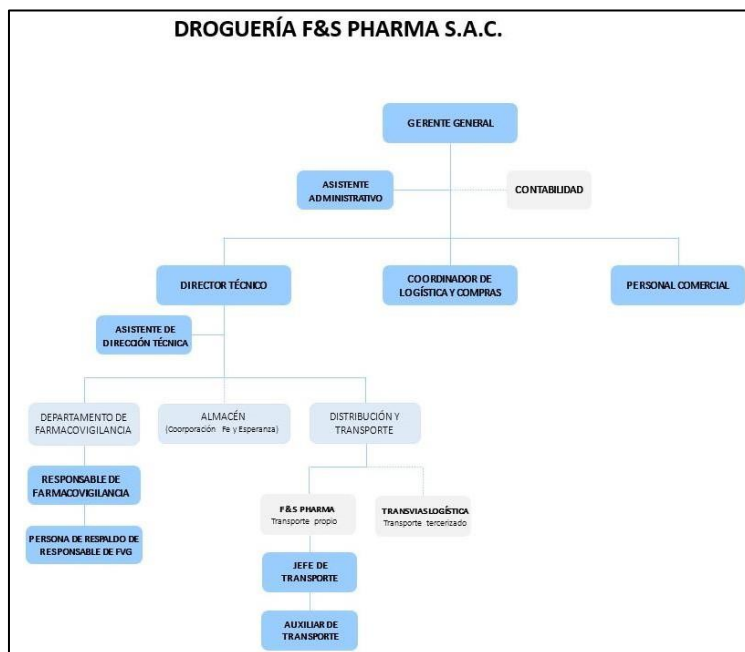 DROGUERÍA F&S PHARMA S.A.C.
GERENTE GENERAL
ASISTENTE
ADMINISTRATIVO
CONTABILIDAD
DIRECTOR TÉCNICO
COORDINADOR DE
LOGÍSTICA Y COMPRAS
PERSONAL COMERCIAL
ASISTENTE DE
DIRECCIÓN TÉCNICA
DEPARTAMENTO DE
FARMACOVIGILANCIA
ALMACÉN
(Coorporación Fe y Esperanza)
DISTRIBUCIÓN Y
TRANSPORTE
RESPONSABLE DE
FARMACOVIGILANCIA
F&S PHARMA
Transporte propio
TRANSVIAS LOGÍSTICA
Transporte tercerizado
PERSONA DE RESPALDO DE
RESPONSABLE DE FVG
JEFE DE
TRANSPORTE
AUXILIAR DE
TRANSPORTE